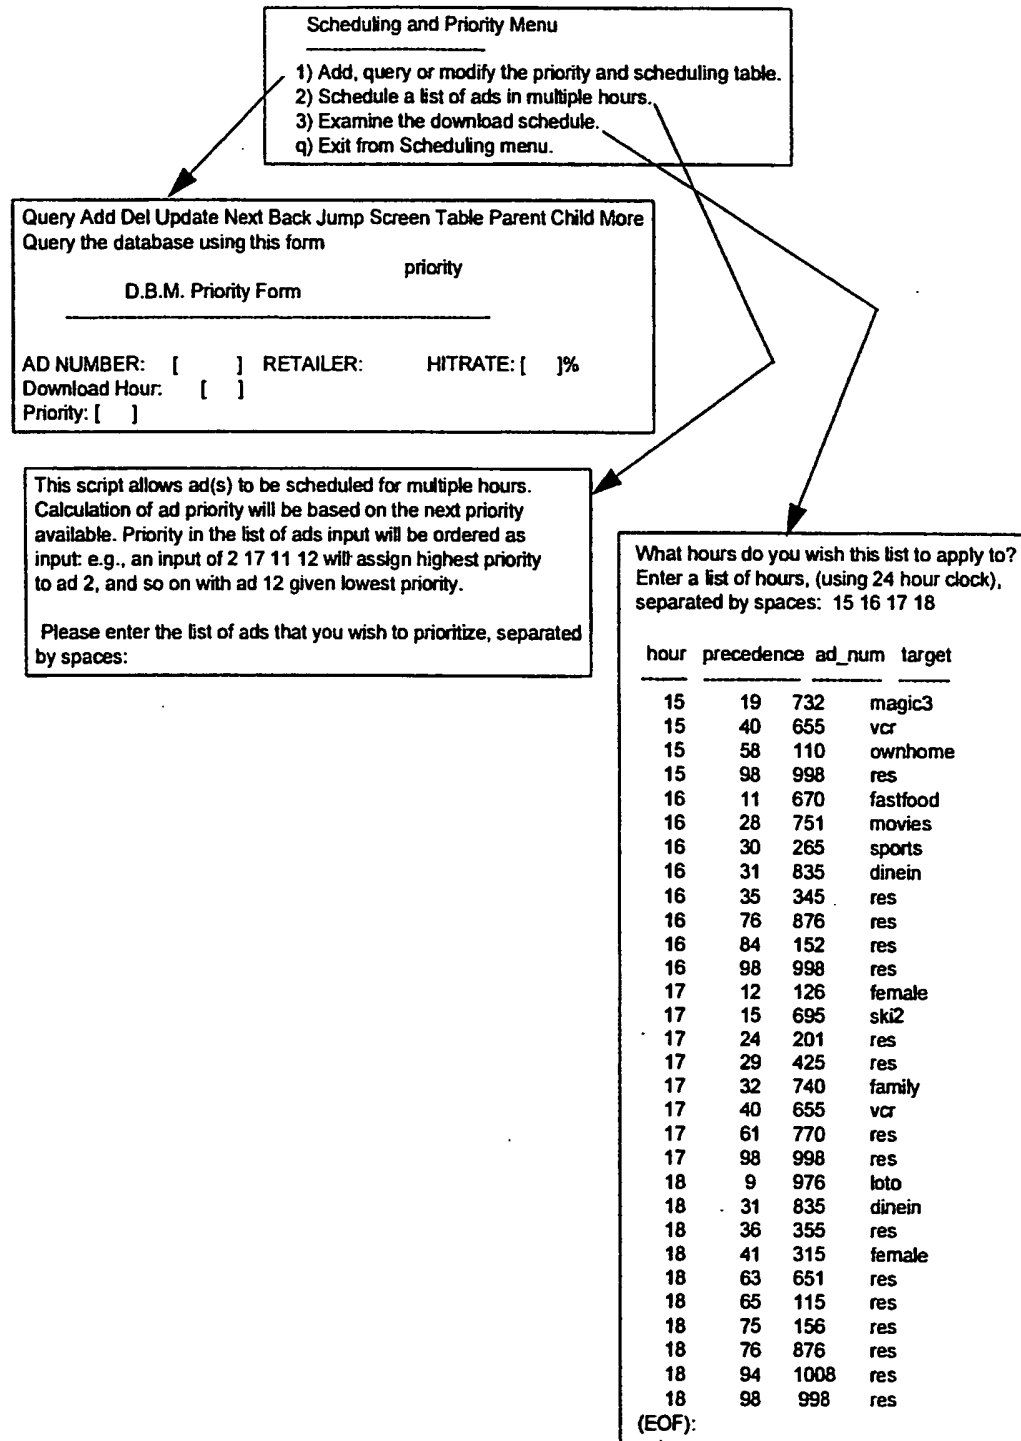 Scheduling and Priority Menu
1) Add, query or modify the priority and scheduling table.
2) Schedule a list of ads in multiple hours.
3) Examine the download schedule.
q) Exit from Scheduling menu.
Query Add Del Update Next Back Jump Screen Table Parent Child More
Query the database using this form
priority
D.B.M. Priority Form
AD NUMBER: [ ] RETAILER: HITRATE: [ ]%
Download Hour: [ ]
Priority: [ ]
This script allows ad(s) to be scheduled for multiple hours.
Calculation of ad priority will be based on the next priority
available. Priority in the list of ads input will be ordered as
input: e.g., an input of 2 17 11 12 will assign highest priority
to ad 2, and so on with ad 12 given lowest priority.
Please enter the list of ads that you wish to prioritize, separated
by spaces:
What hours do you wish this list to apply to?
Enter a list of hours, (using 24 hour clock),
separated by spaces: 15 16 17 18
hour precedence ad_num target
15 19 732 magic3
15 40 655 vcr
15 58 110 ownhome
15 98 998 res
16 11 670 fastfood
16 28 751 movies
16 30 265 sports
16 31 835 dinein
16 35 345 res
16 76 876 res
16 84 152 res
16 98 998 res
17 12 126 female
17 15 695 ski2
17 24 201 res
17 29 425 res
17 32 740 family
17 40 655 vcr
17 61 770 res
17 98 998 res
18 9 976 loto
18 31 835 dinein
18 36 355 res
18 41 315 female
18 63 651 res
18 65 115 res
18 75 156 res
18 76 876 res
18 94 1008 res
18 98 998 res
(EOF):